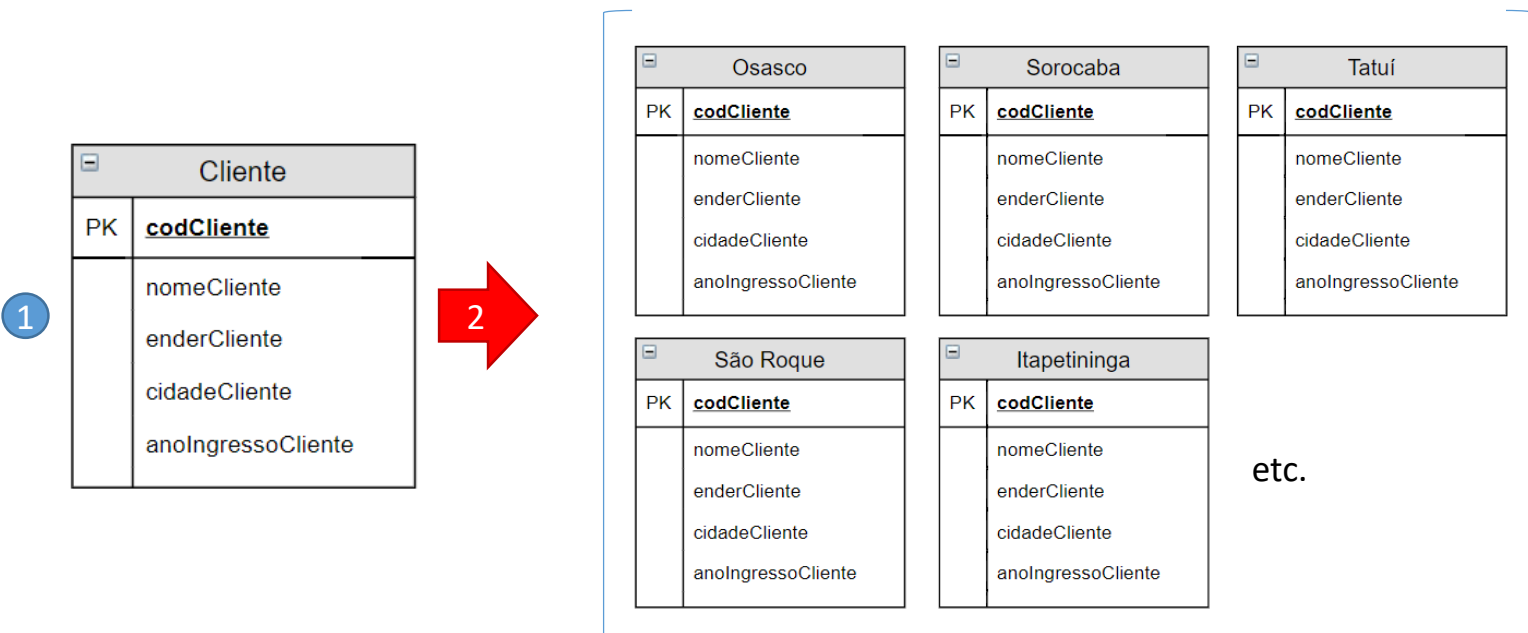 1
Cliente
PK codCliente
nomeCliente
enderCliente
cidadeCliente
anoIngressoCliente
2
Osasco
PK codCliente
nomeCliente
enderCliente
cidadeCliente
anoIngressoCliente
Sorocaba
PK codCliente
nomeCliente
enderCliente
cidadeCliente
anoIngressoCliente
Tatuí
PK codCliente
nomeCliente
enderCliente
cidadeCliente
anoIngressoCliente
São Roque
PK codCliente
nomeCliente
enderCliente
cidadeCliente
anoIngressoCliente
Itapetininga
PK codCliente
nomeCliente
enderCliente
cidadeCliente
anoIngressoCliente
etc.